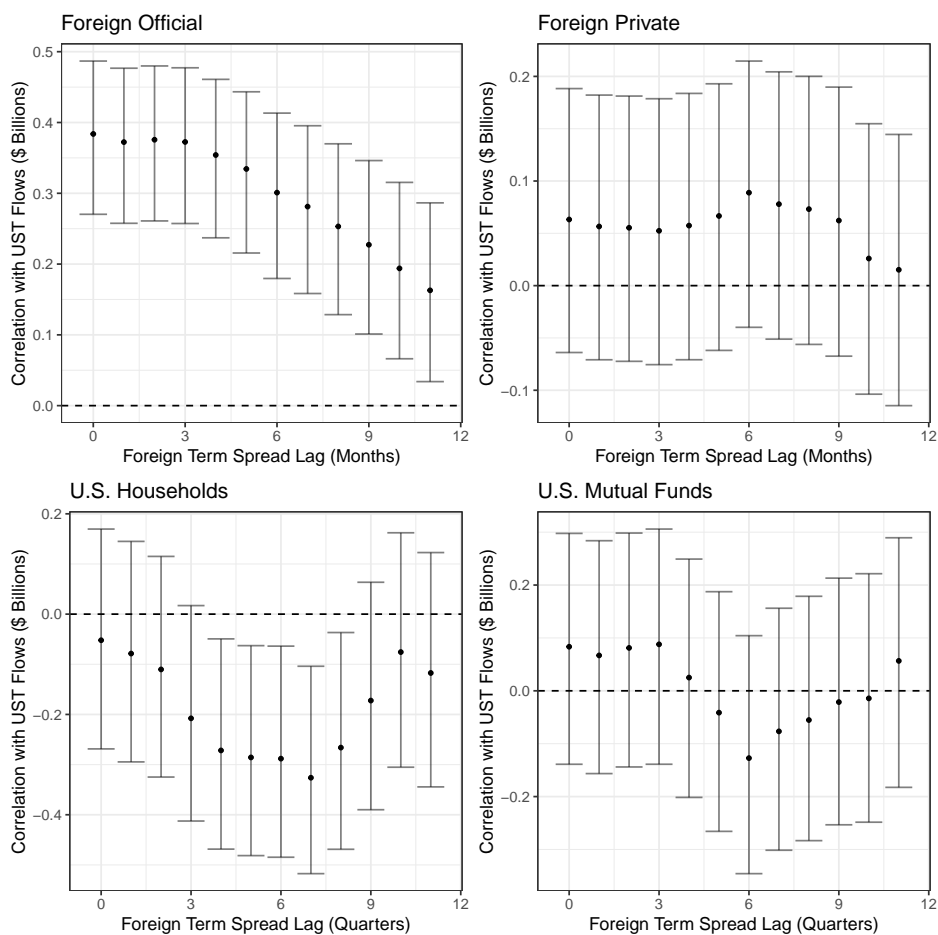 Foreign Official
Correlation with UST Flows ($ Billions)
0.5
0.4
0.3
0.2
0.1
0.0
0 3 6 9 12
Foreign Term Spread Lag (Months)
Foreign Private
Correlation with UST Flows ($ Billions)
0.2
0.1
0.0
−0.1
0 3 6 9 12
Foreign Term Spread Lag (Months)
U.S. Households
Correlation with UST Flows ($ Billions)
0.2
0.0
−0.2
−0.4
0 3 6 9 12
Foreign Term Spread Lag (Quarters)
U.S. Mutual Funds
Correlation with UST Flows ($ Billions)
0.2
0.0
−0.2
0 3 6 9 12
Foreign Term Spread Lag (Quarters)